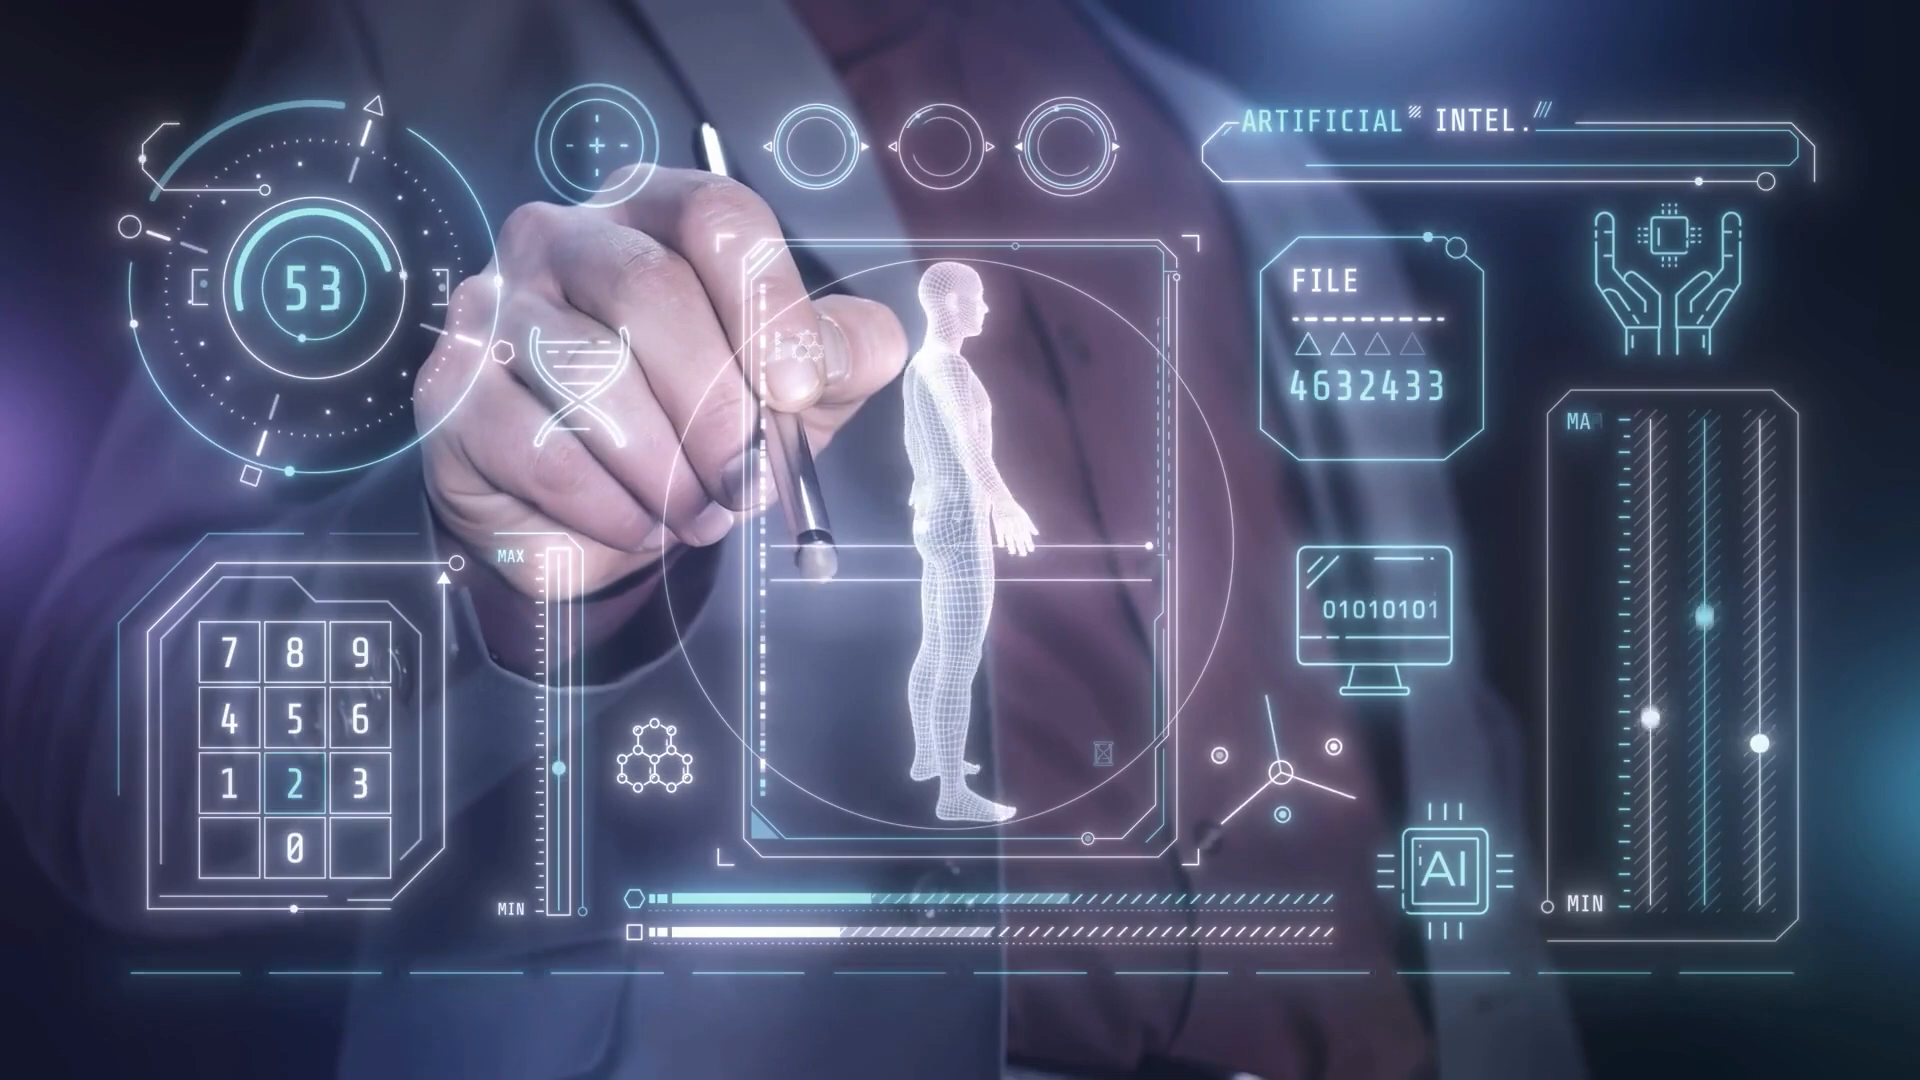 ARTIFICIAL INTEL.
53
FILE
4632433
MA
MAX
01010101
7 8 9
4 5 6
1 2 3
0
AI
MIN
MIN